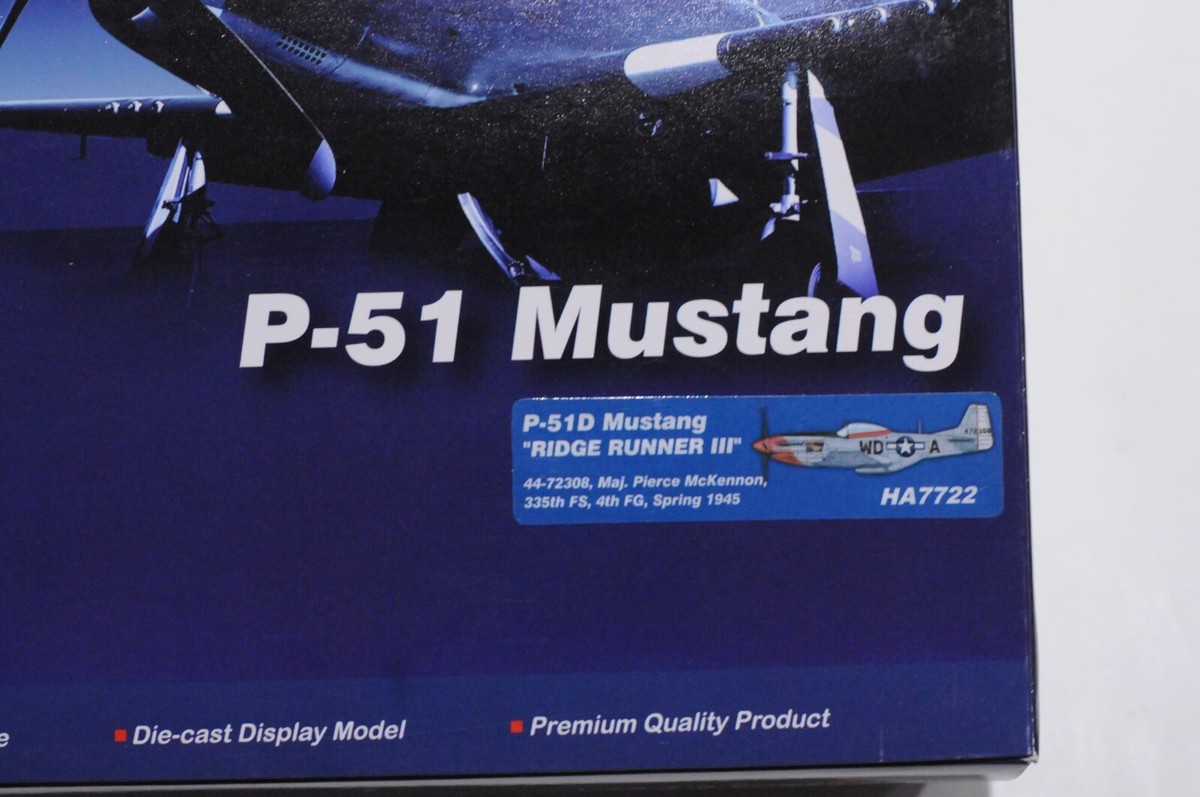 P-51 Mustang
P-51D Mustang
"RIDGE RUNNER III"
44-72308, Maj. Pierce McKennon,
335th FS, 4th FG, Spring 1945
WD A
HA7722
e
Die-cast Display Model
Premium Quality Product